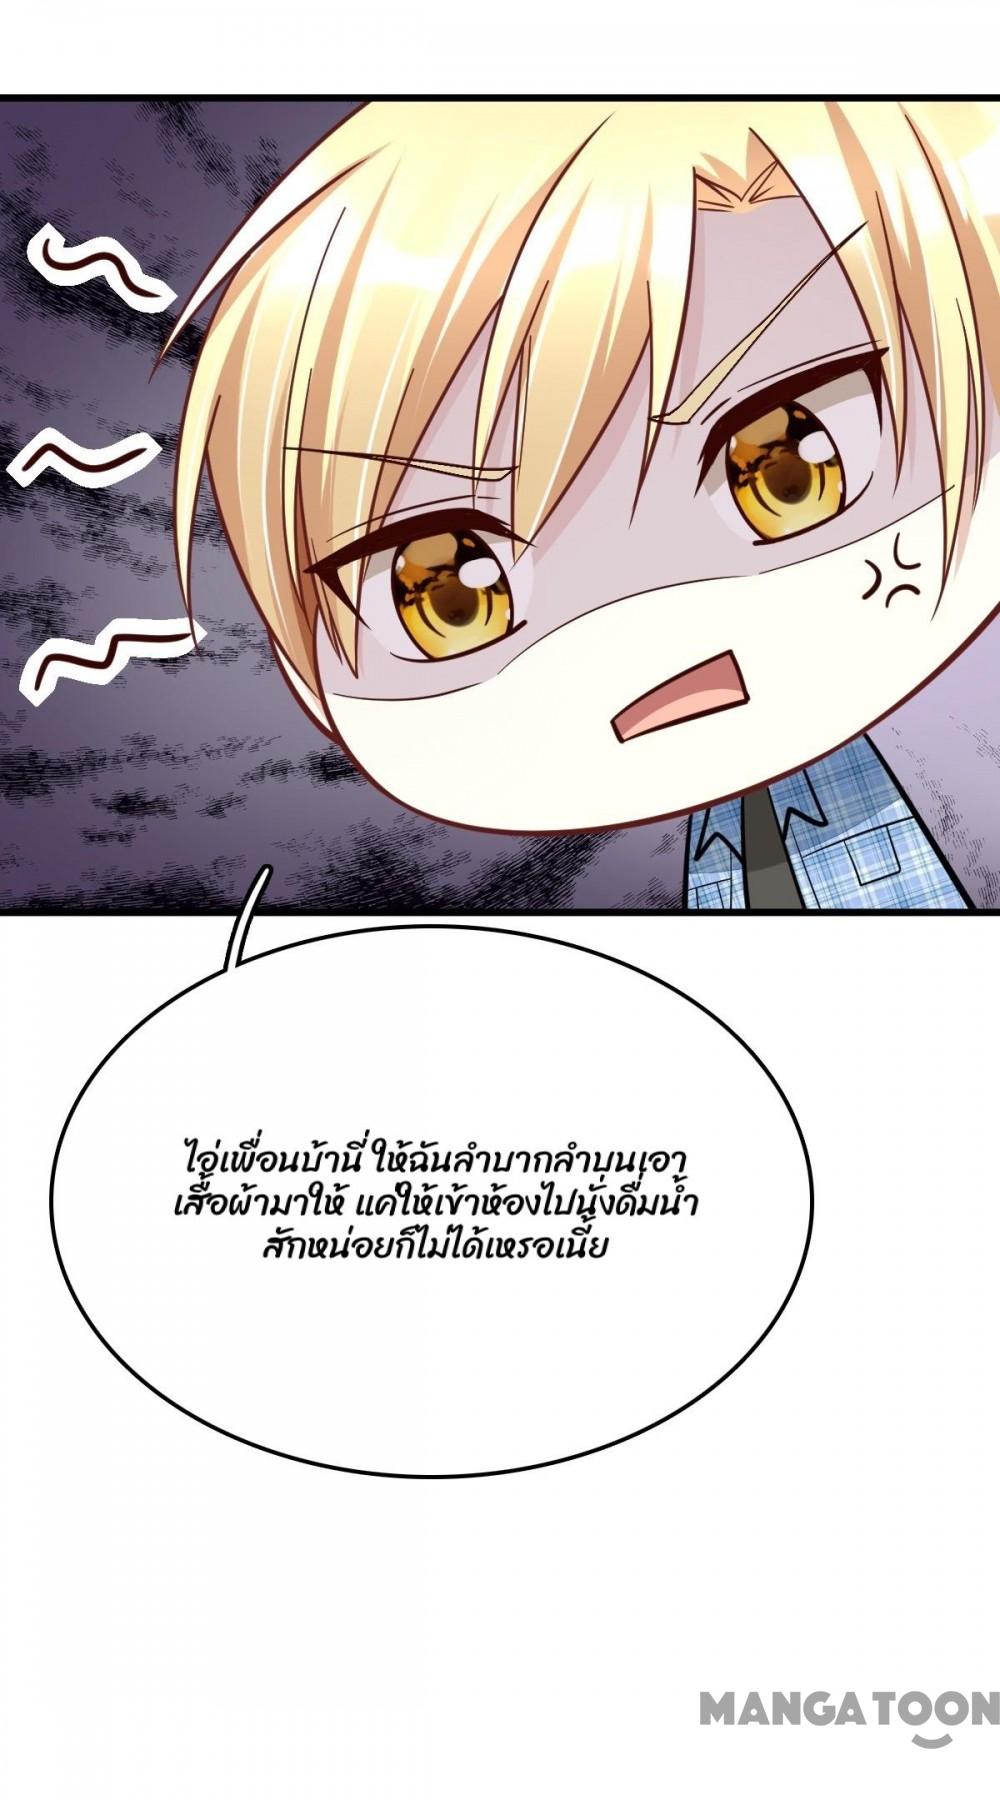 ไอ่เพื่อนบ้านี่ ให้ฉันลำบากลำบนเอา
เสื้อผ้ามาให้ แค่ให้เข้าห้องไปนั่งดื่มน้ำ
สักหน่อยก็ไม่ได้เหรอเนี้ย
MANGATOON